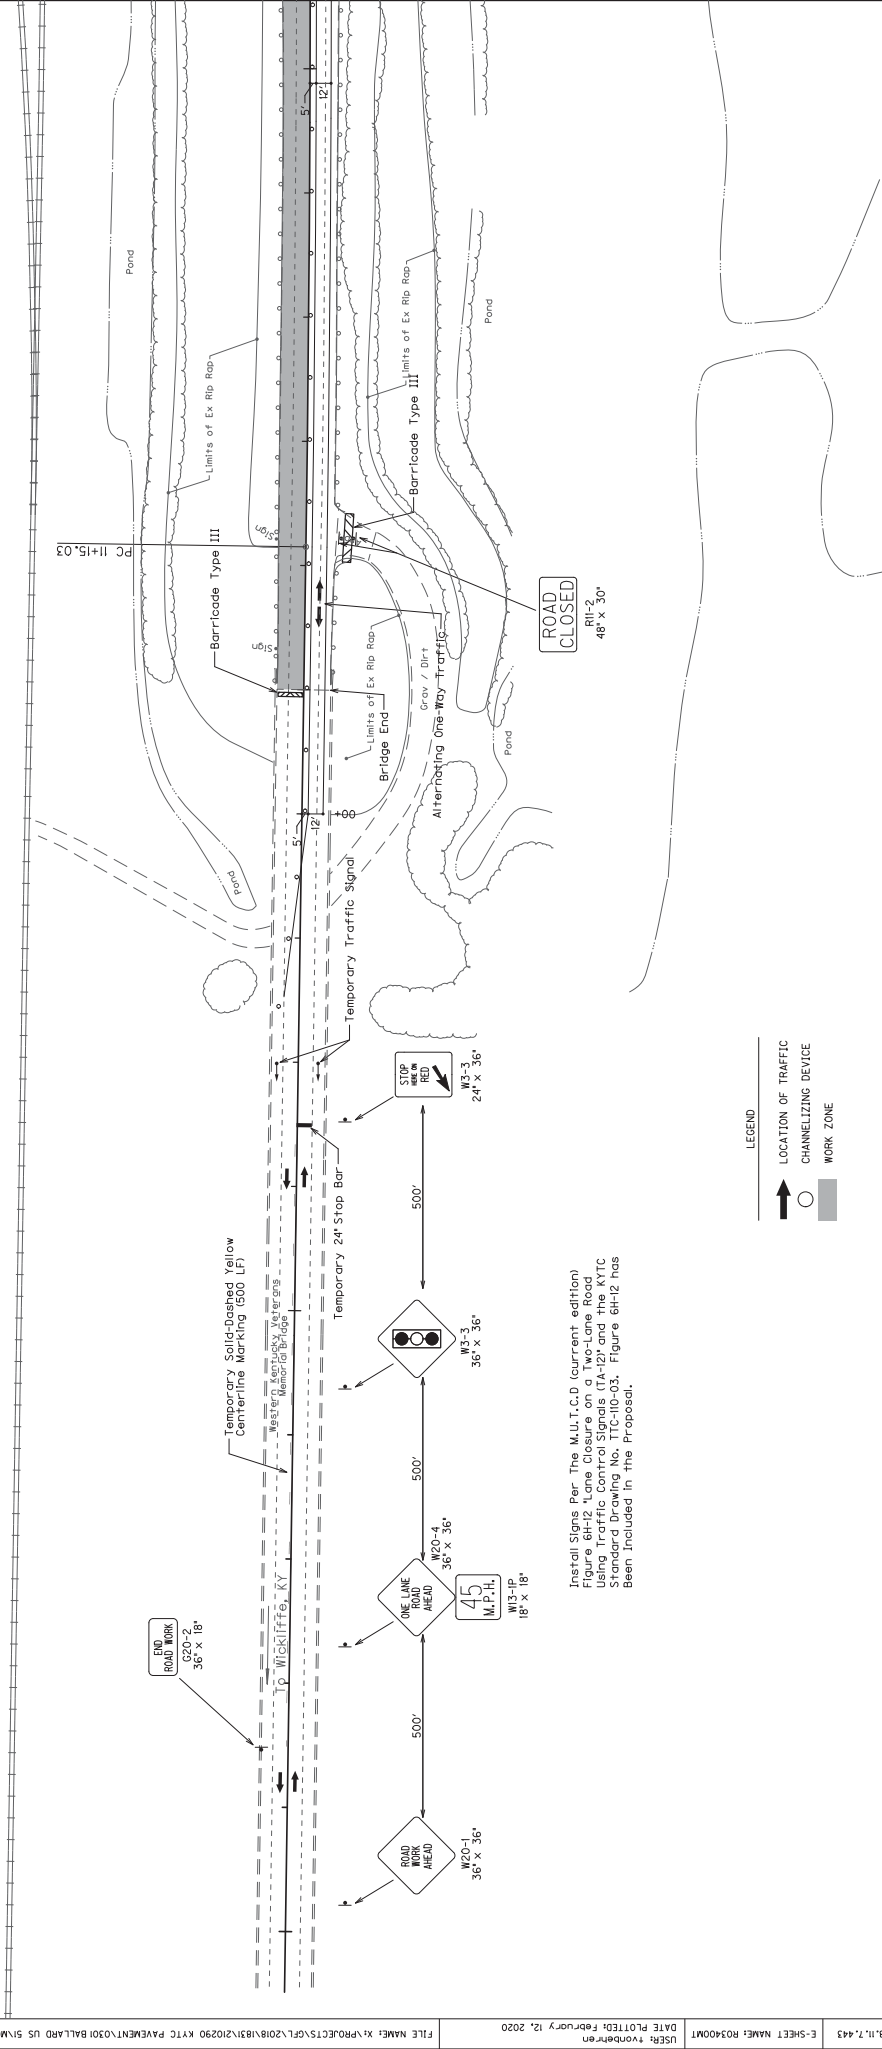 Pond
Limits of Ex Rip Rap
Sign
PC 11+15.03
Barricade Type III
Sign
5'
12'
Limits of Ex Rip Rap
Barricade Type III
Pond
ROAD
CLOSED
R11-2
48" X 30"
Limits of Ex Rip Rap
Bridge End
Grav / Dirt
Alternating One-Way Traffic
Pond
+00
5'
12'
Pond
Temporary Traffic Signal
STOP
HERE ON
RED
W3-3
24" X 36"
500'
Temporary 24" Stop Bar
Temporary Solid-Dashed Yellow
Centerline Marking (500 LF)
Western Kentucky Veterans
Memorial Bridge
W3-3
36" X 36"
500'
ONE LANE
ROAD
AHEAD
W20-4
36" X 36"
45
M.P.H.
W13-1P
18" X 18"
To Wickliffe, KY
END
ROAD WORK
G20-2
36" X 18"
500'
ROAD
WORK
AHEAD
W20-1
36" X 36"
Install Signs Per The M.U.T.C.D (current edition)
Figure 6H-12 "Lane Closure on a Two-Lane Road
Using Traffic Control Signals (TA-12)" and the KYTC
Standard Drawing No. TTC-110-03. Figure 6H-12 has
Been Included in the Proposal.
LEGEND
LOCATION OF TRAFFIC
CHANNELIZING DEVICE
WORK ZONE
FILE NAME: X:\PROJECTS\GFL\2018\1831\210290 KYTC PAVEMENT\0301 BALLARD US 51\M
USER: tvonbehren
DATE PLOTTED: February 12, 2020
E-SHEET NAME: R03400MT